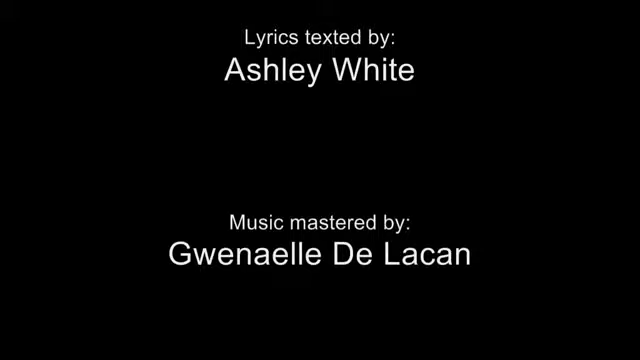 Lyrics texted by:
Ashley White
Music mastered by:
Gwenaelle De Lacan